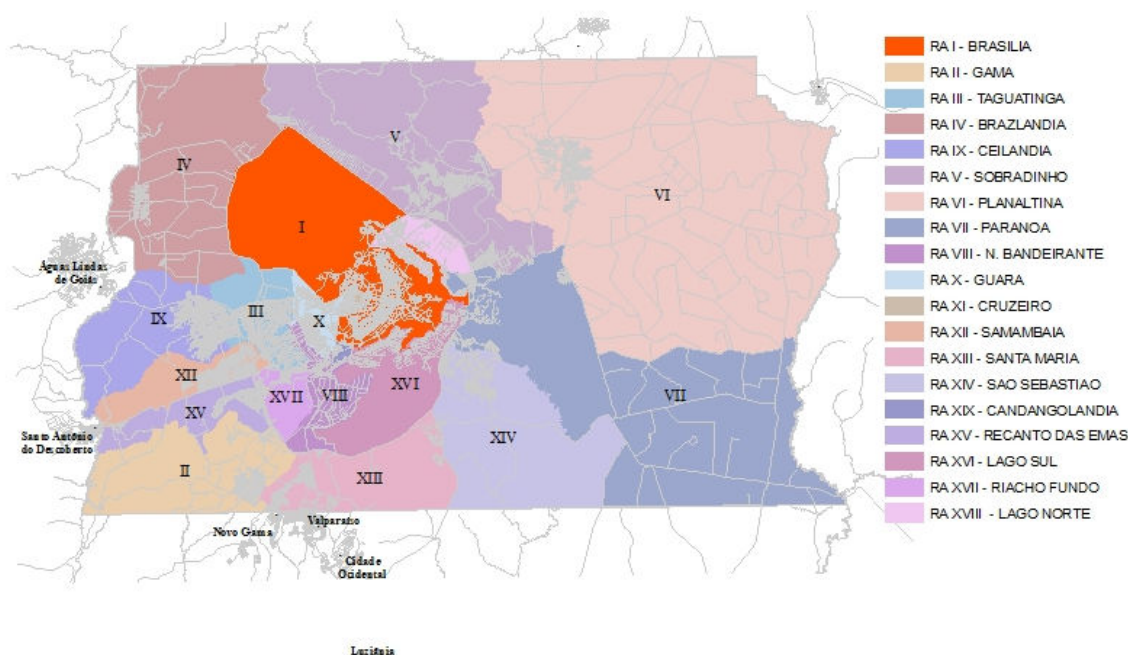 V
IV
VI
I
Aguas Lindas
de Goiás
IX
III
X
XII
XVI
XVII
VIII
VII
XV
XIV
Santo Antônio
do Descoberto
II
XIII
Novo Gama
Valparaíso
Cidade
Ocidental
Luziânia
RA I - BRASILIA
RA II - GAMA
RA III - TAGUATINGA
RA IV - BRAZLANDIA
RA IX - CEILANDIA
RA V - SOBRADINHO
RA VI - PLANALTINA
RA VII - PARANOA
RA VIII - N. BANDEIRANTE
RA X - GUARA
RA XI - CRUZEIRO
RA XII - SAMAMBAIA
RA XIII - SANTA MARIA
RA XIV - SAO SEBASTIAO
RA XIX - CANDANGOLANDIA
RA XV - RECANTO DAS EMAS
RA XVI - LAGO SUL
RA XVII - RIACHO FUNDO
RA XVIII - LAGO NORTE